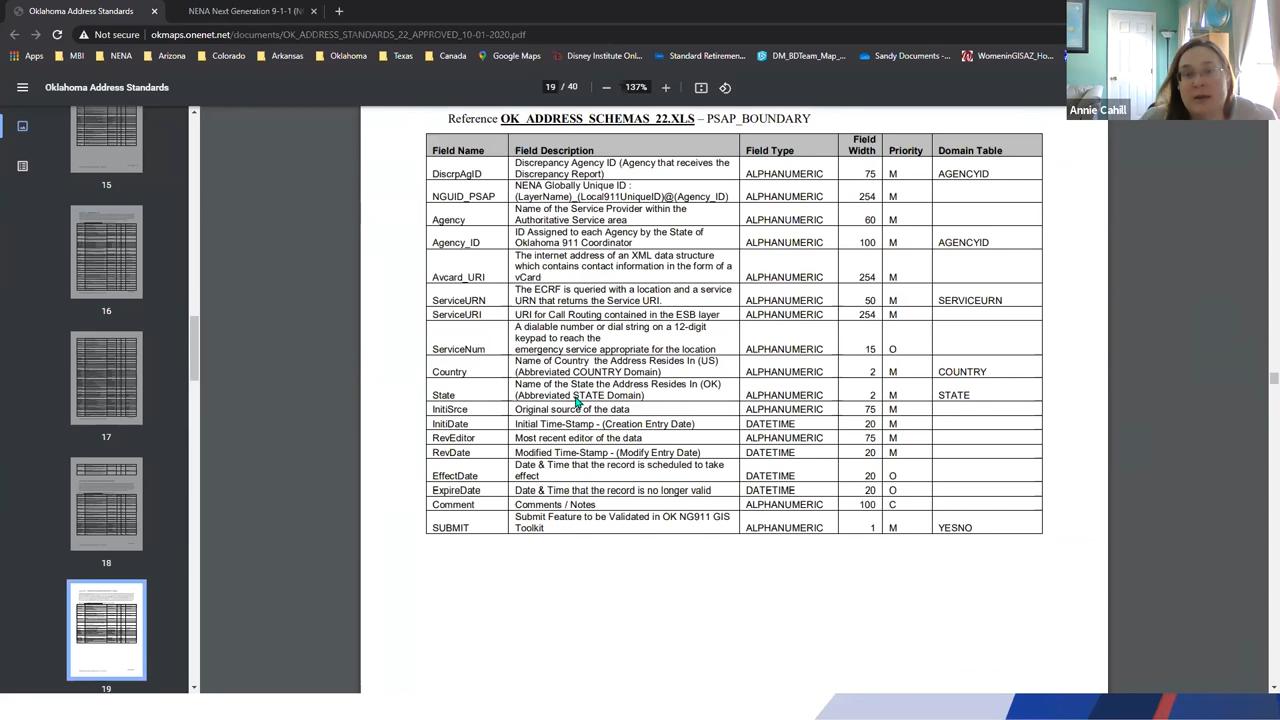 Oklahoma Address Standards
NENA Next Generation 9-1-1 (N
Not secure
okmaps.onenet.net/documents/OK_ADDRESS_STANDARDS_22_APPROVED_10-01-2020.pdf
Apps
MBI
NENA
Arizona
Colorado
Arkansas
Oklahoma
Texas
Canada
Google Maps
Disney Institute Onli...
Standard Retiremen...
DM_BDTeam_Map_...
Sandy Documents -...
WomeninGISAZ_Ho...
Annie Cahill
Oklahoma Address Standards
19 / 40
137%
15
16
17
18
19
Reference OK_ADDRESS_SCHEMAS_22.XLS – PSAP_BOUNDARY
Field Name Field Description Field Type Field Width Priority Domain Table
DiscrpAgID Discrepancy Agency ID (Agency that receives the
Discrepancy Report) ALPHANUMERIC 75 M AGENCYID
NGUID_PSAP NENA Globally Unique ID :
(LayerName)_(Local911UniqueID)@(Agency_ID) ALPHANUMERIC 254 M
Agency Name of the Service Provider within the
Authoritative Service area ALPHANUMERIC 60 M
Agency_ID ID Assigned to each Agency by the State of
Oklahoma 911 Coordinator ALPHANUMERIC 100 M AGENCYID
Avcard_URI The internet address of an XML data structure
which contains contact information in the form of a
vCard ALPHANUMERIC 254 M
ServiceURN The ECRF is queried with a location and a service
URN that returns the Service URI. ALPHANUMERIC 50 M SERVICEURN
ServiceURI URI for Call Routing contained in the ESB layer ALPHANUMERIC 254 M
ServiceNum A dialable number or dial string on a 12-digit
keypad to reach the
emergency service appropriate for the location ALPHANUMERIC 15 O
Country Name of Country the Address Resides In (US)
(Abbreviated COUNTRY Domain) ALPHANUMERIC 2 M COUNTRY
State Name of the State the Address Resides In (OK)
(Abbreviated STATE Domain) ALPHANUMERIC 2 M STATE
InitiSrce Original source of the data ALPHANUMERIC 75 M
InitiDate Initial Time-Stamp - (Creation Entry Date) DATETIME 20 M
RevEditor Most recent editor of the data ALPHANUMERIC 75 M
RevDate Modified Time-Stamp - (Modify Entry Date) DATETIME 20 M
EffectDate Date & Time that the record is scheduled to take
effect DATETIME 20 O
ExpireDate Date & Time that the record is no longer valid DATETIME 20 O
Comment Comments / Notes ALPHANUMERIC 100 C
SUBMIT Submit Feature to be Validated in OK NG911 GIS
Toolkit ALPHANUMERIC 1 M YESNO